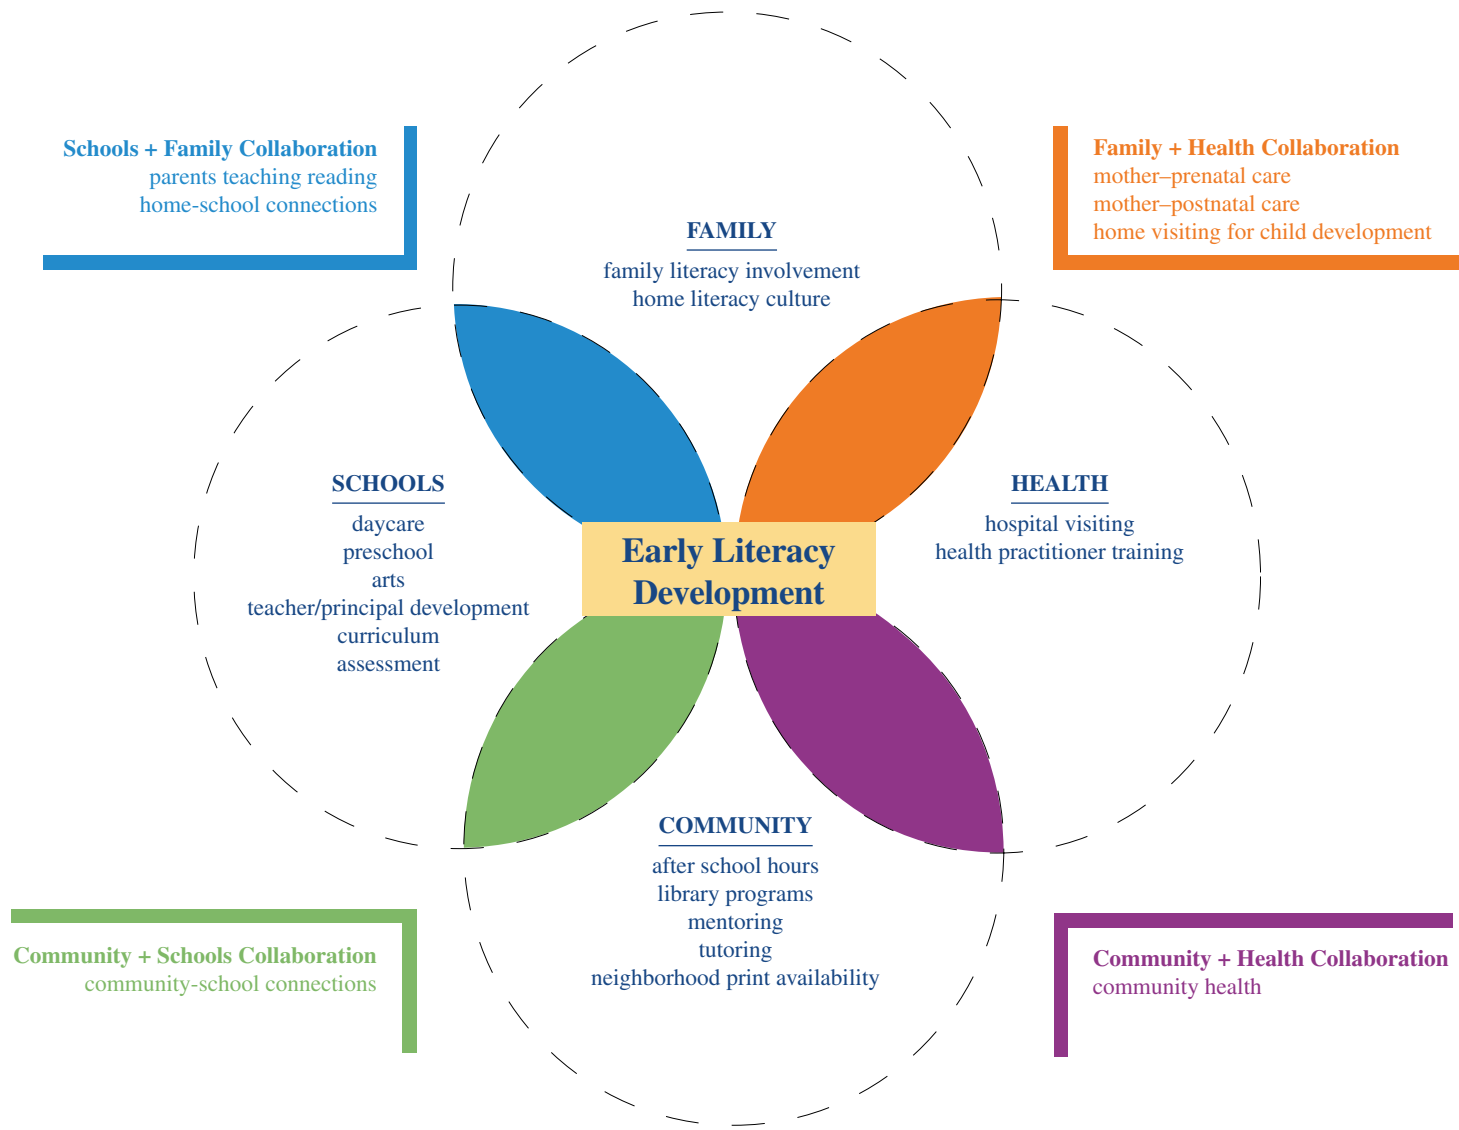 Schools + Family Collaboration
parents teaching reading
home-school connections
Family + Health Collaboration
mother–prenatal care
mother–postnatal care
home visiting for child development
FAMILY
family literacy involvement
home literacy culture
SCHOOLS
daycare
preschool
arts
teacher/principal development
curriculum
assessment
Early Literacy
Development
HEALTH
hospital visiting
health practitioner training
COMMUNITY
after school hours
library programs
mentoring
tutoring
neighborhood print availability
Community + Schools Collaboration
community-school connections
Community + Health Collaboration
community health